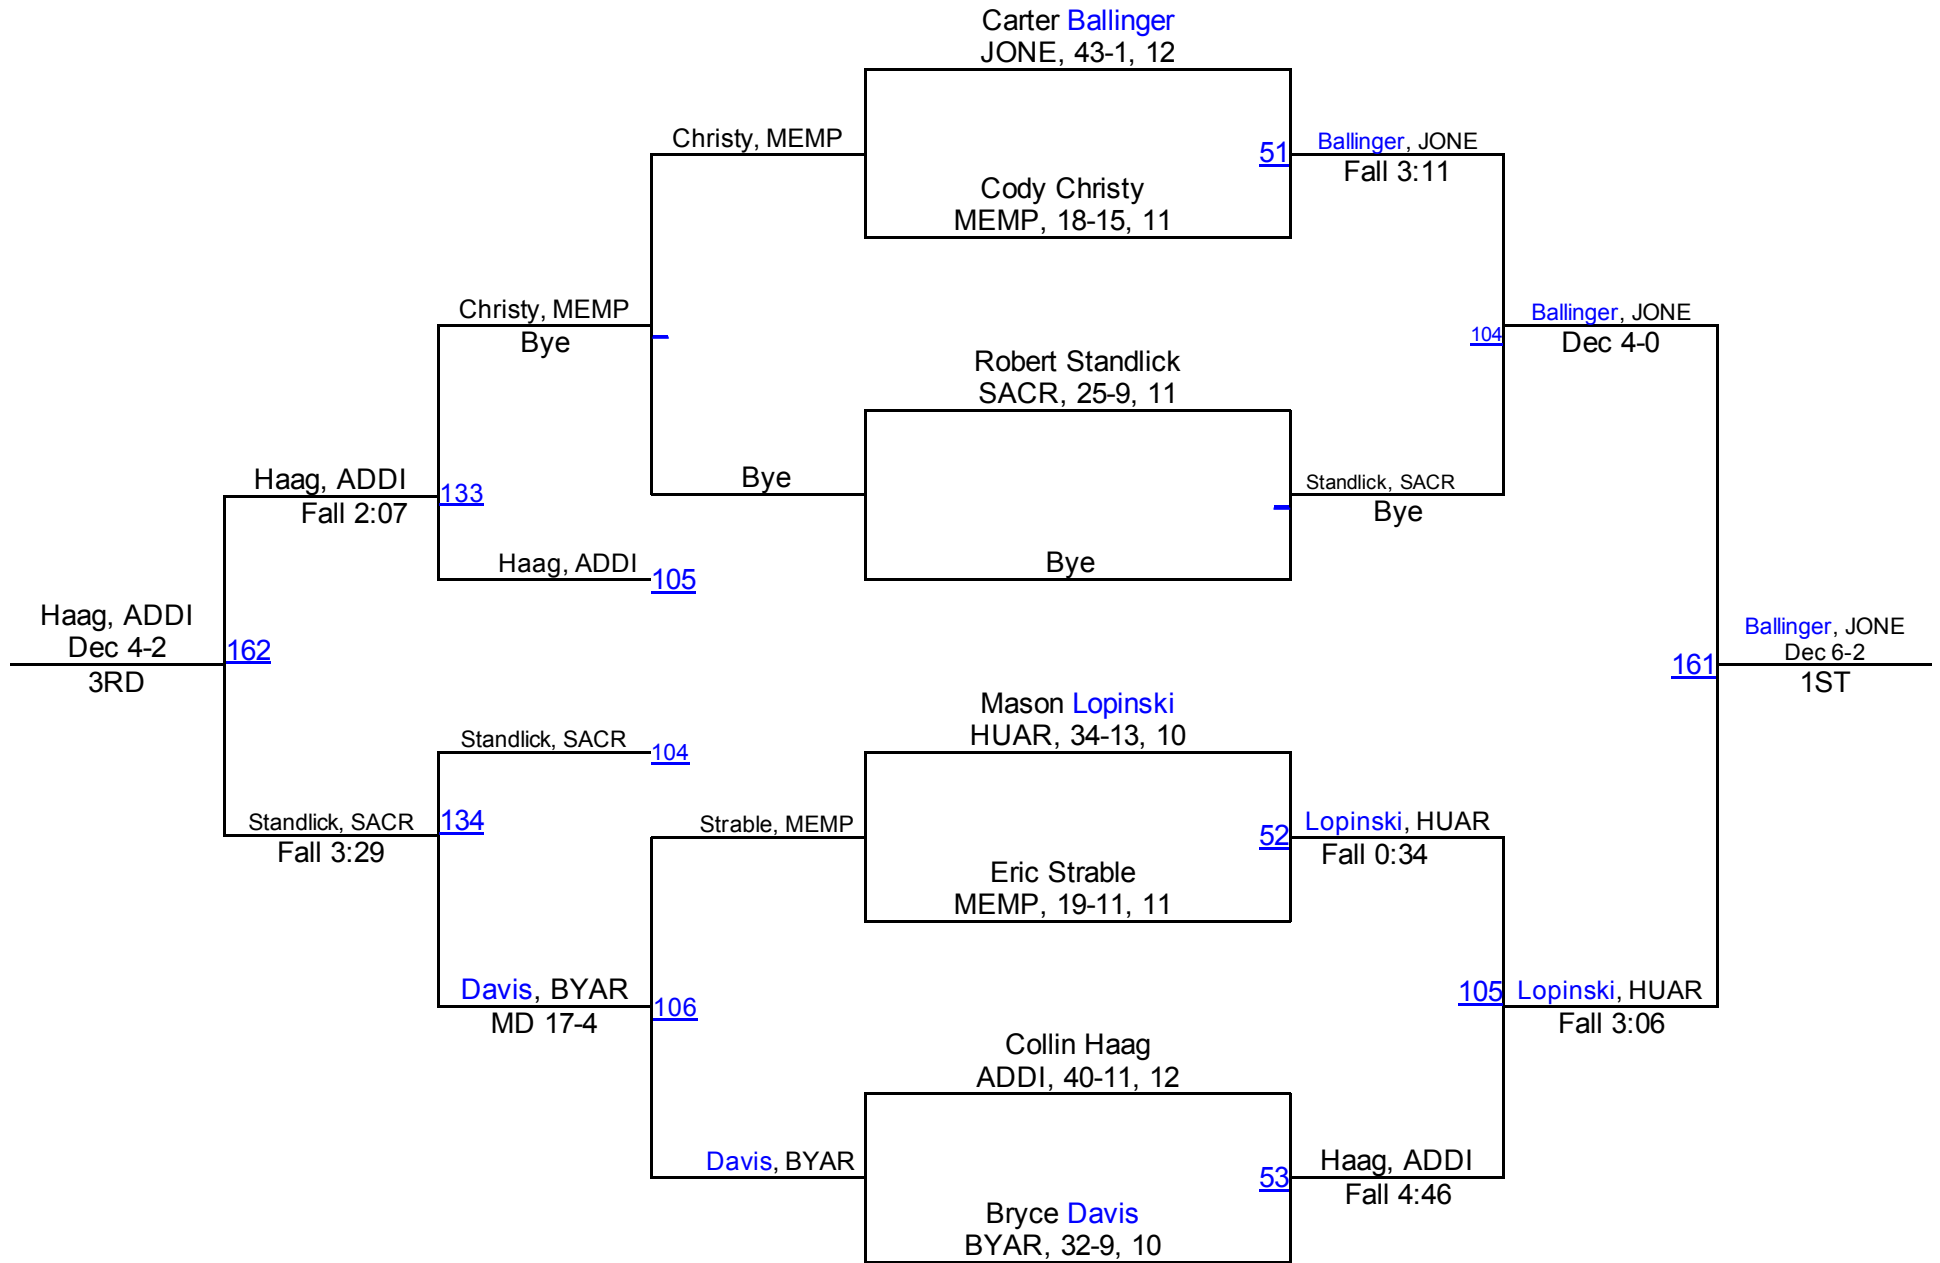 Carter Ballinger
JONE, 43-1, 12
Christy, MEMP
51
Ballinger, JONE
Fall 3:11
Cody Christy
MEMP, 18-15, 11
Christy, MEMP
Bye
104
Ballinger, JONE
Dec 4-0
Robert Standlick
SACR, 25-9, 11
Haag, ADDI
Fall 2:07
133
Bye
Standlick, SACR
Bye
Haag, ADDI
105
Bye
Haag, ADDI
Dec 4-2
3RD
162
161
Ballinger, JONE
Dec 6-2
1ST
Mason Lopinski
HUAR, 34-13, 10
Standlick, SACR
104
Standlick, SACR
Fall 3:29
134
Strable, MEMP
52
Lopinski, HUAR
Fall 0:34
Eric Strable
MEMP, 19-11, 11
Davis, BYAR
MD 17-4
106
105
Lopinski, HUAR
Fall 3:06
Collin Haag
ADDI, 40-11, 12
Davis, BYAR
53
Haag, ADDI
Fall 4:46
Bryce Davis
BYAR, 32-9, 10